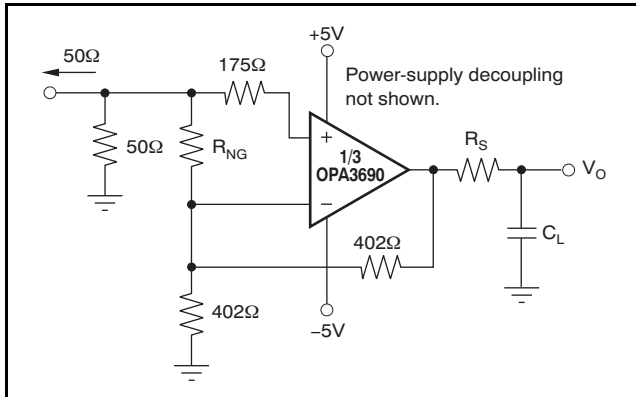 +5V
50Ω
175Ω
Power-supply decoupling
not shown.
50Ω
R_NG
+
1/3
OPA3690
−
R_S
V_O
C_L
402Ω
402Ω
−5V